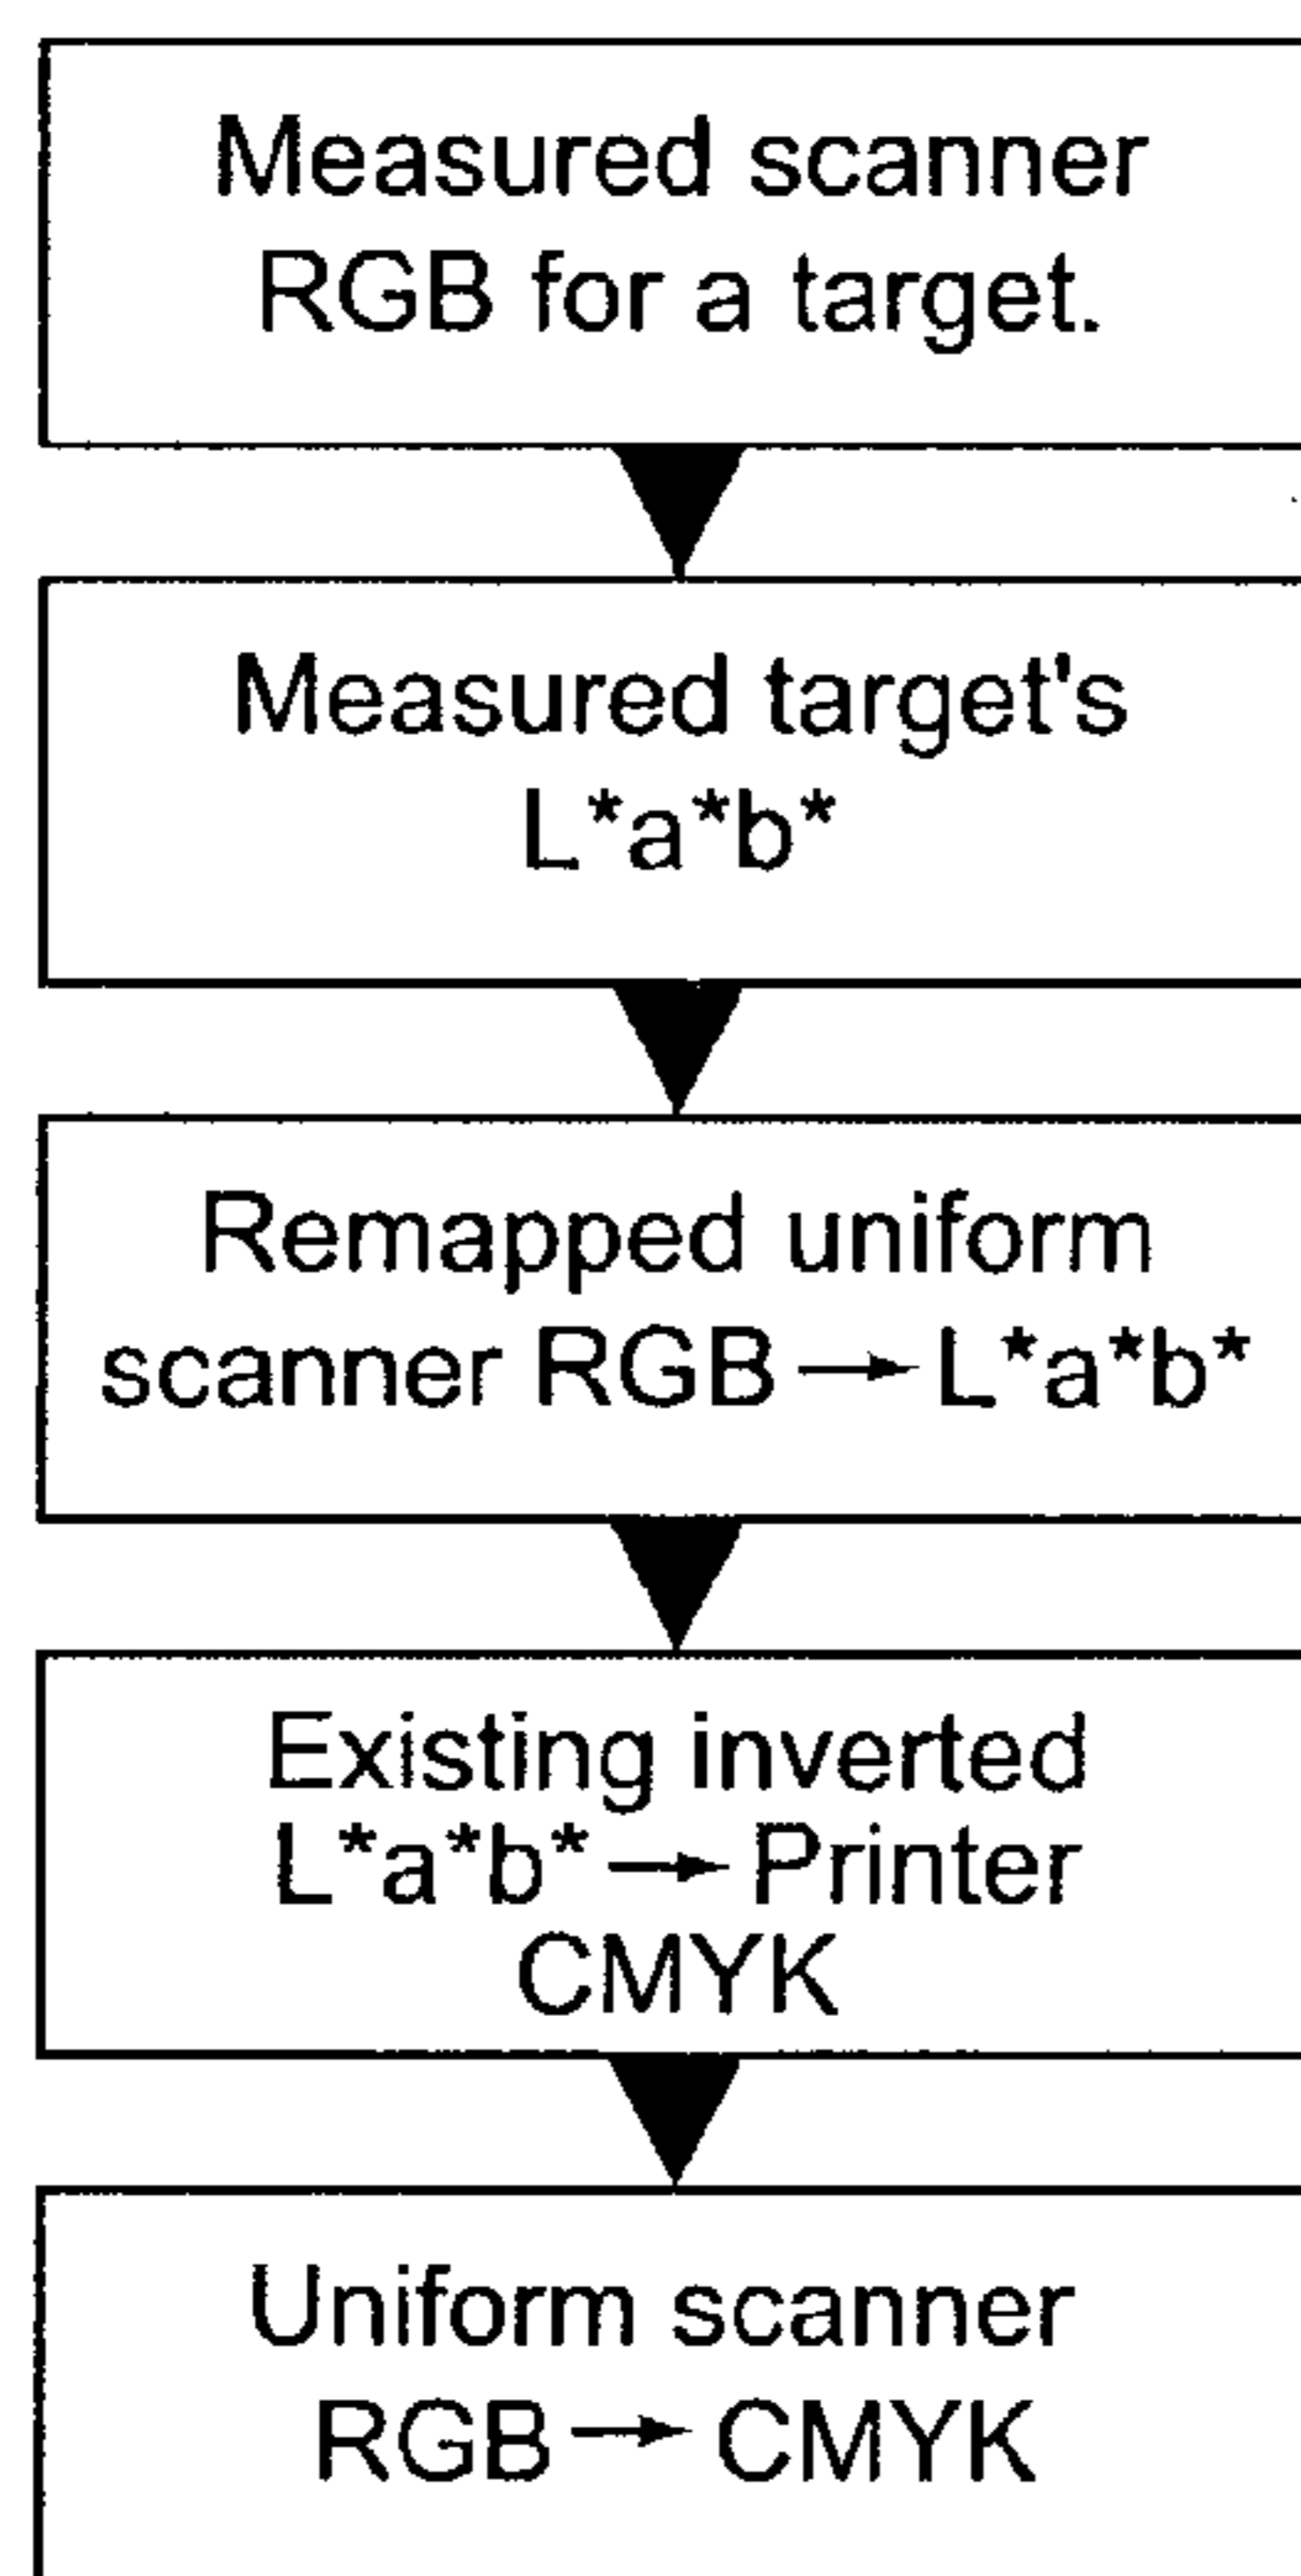 Measured scanner
RGB for a target.
Measured target's
L*a*b*
Remapped uniform
scanner RGB → L*a*b*
Existing inverted
L*a*b* → Printer
CMYK
Uniform scanner
RGB → CMYK